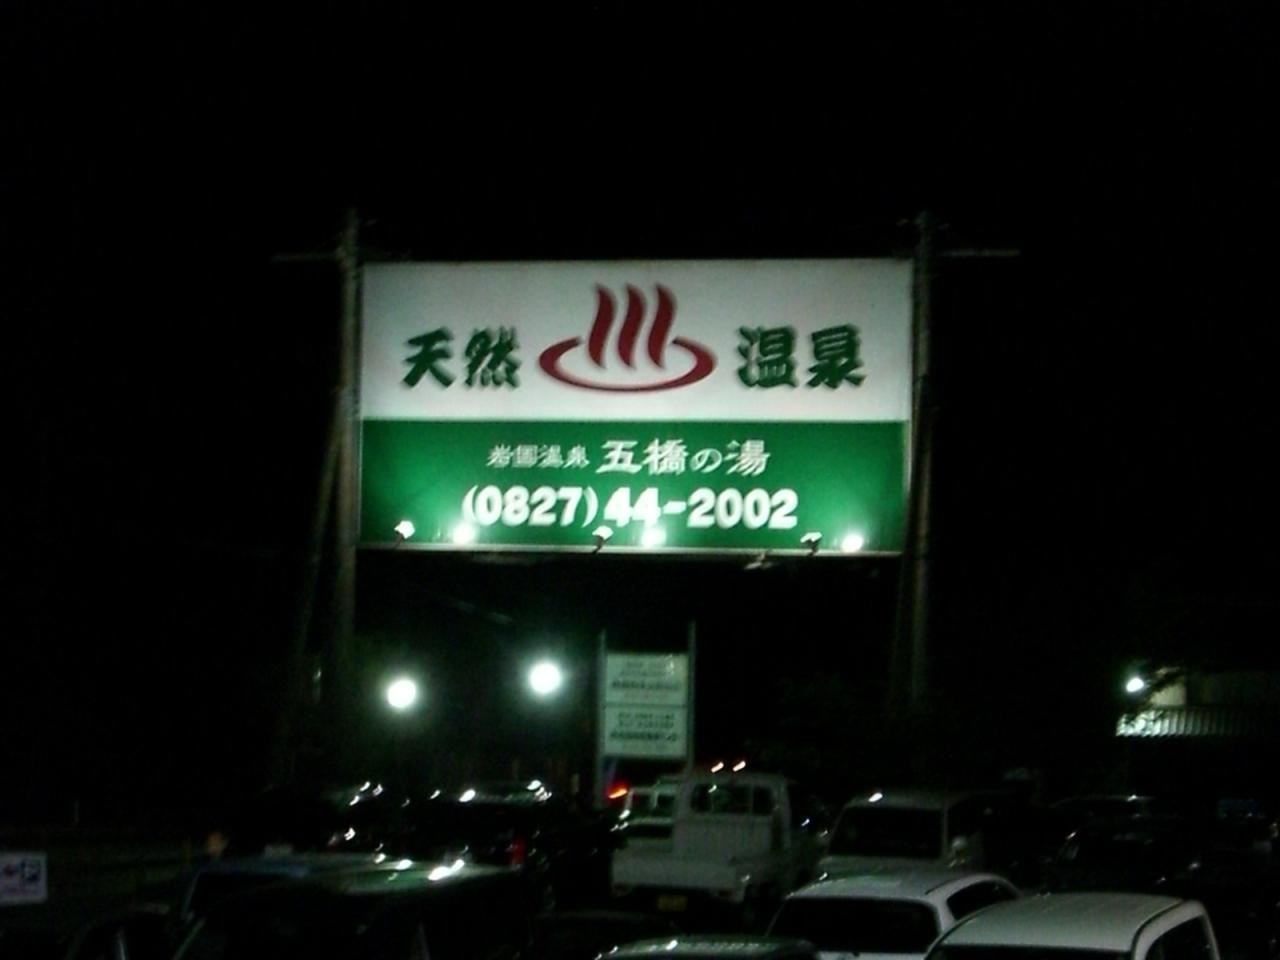 天然 温泉
岩国温泉 五橋の湯
(0827)44-2002